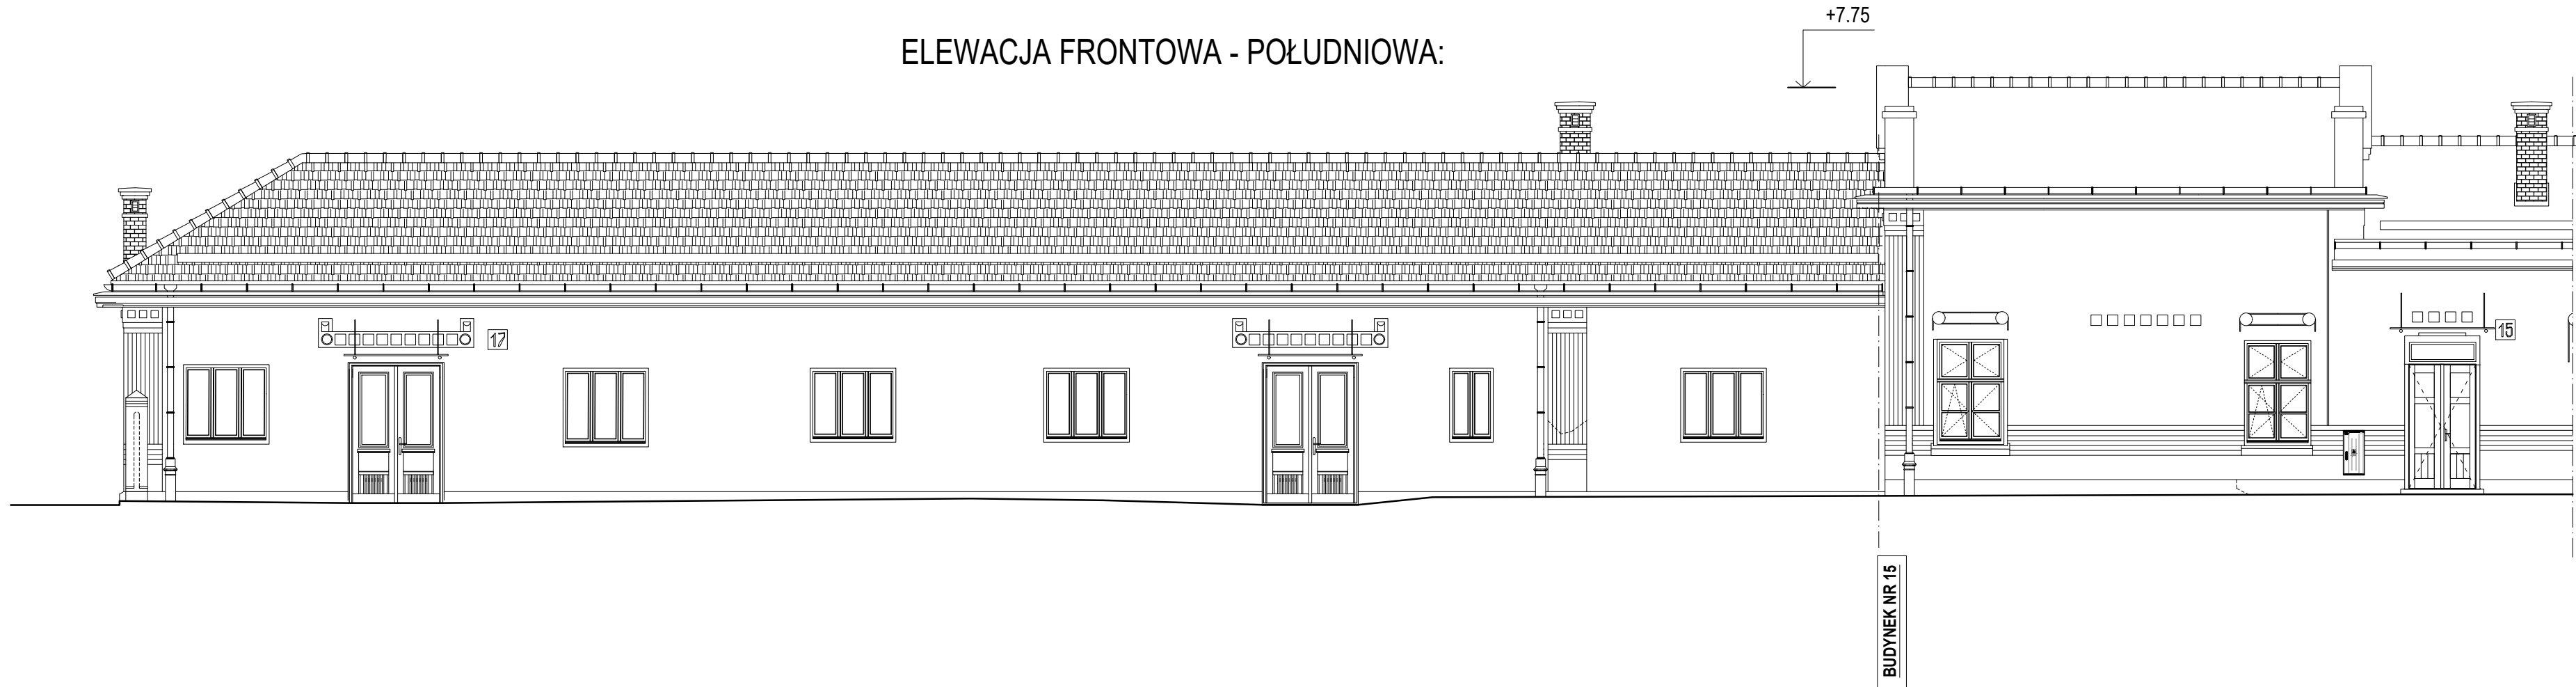 +7.75
ELEWACJA FRONTOWA - POŁUDNIOWA:
17
15
BUDYNEK NR 15